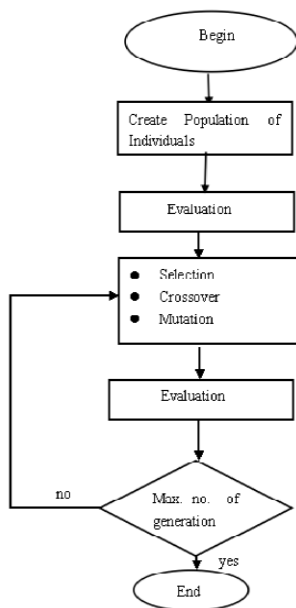 Begin
Create Population of
Individuals
Evaluation
● Selection
● Crossover
● Mutation
Evaluation
no
Max. no. of
generation
yes
End